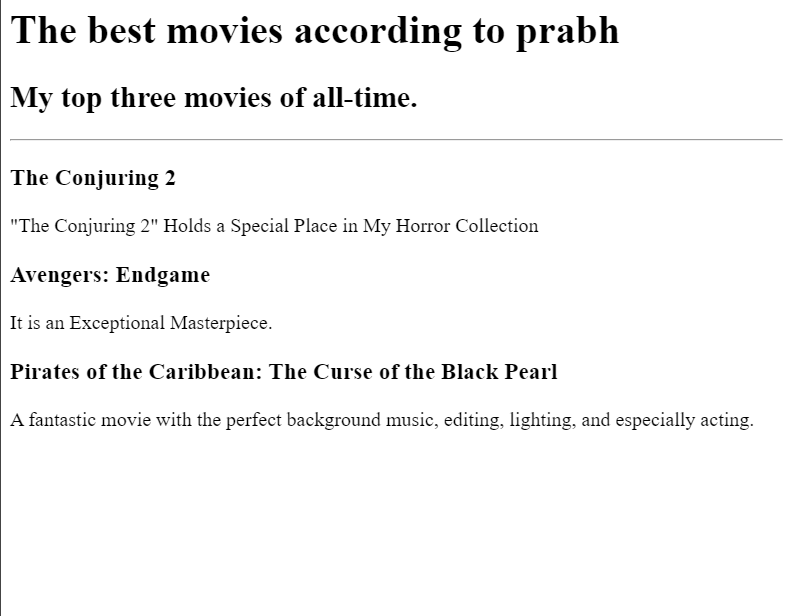 The best movies according to prabh
My top three movies of all-time.
The Conjuring 2
"The Conjuring 2" Holds a Special Place in My Horror Collection
Avengers: Endgame
It is an Exceptional Masterpiece.
Pirates of the Caribbean: The Curse of the Black Pearl
A fantastic movie with the perfect background music, editing, lighting, and especially acting.